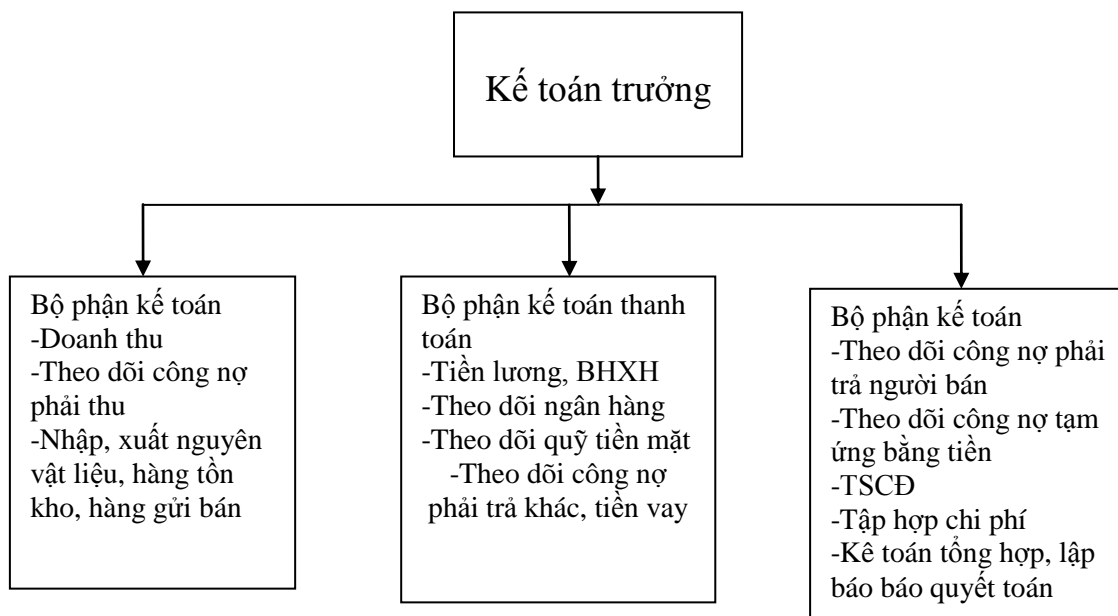 Kế toán trưởng
Bộ phận kế toán
-Doanh thu
-Theo dõi công nợ
phải thu
-Nhập, xuất nguyên
vật liệu, hàng tồn
kho, hàng gửi bán
Bộ phận kế toán thanh
toán
-Tiền lương, BHXH
-Theo dõi ngân hàng
-Theo dõi quỹ tiền mặt
-Theo dõi công nợ
phải trả khác, tiền vay
Bộ phận kế toán
-Theo dõi công nợ phải
trả người bán
-Theo dõi công nợ tạm
ứng bằng tiền
-TSCĐ
-Tập hợp chi phí
-Kê toán tổng hợp, lập
báo báo quyết toán